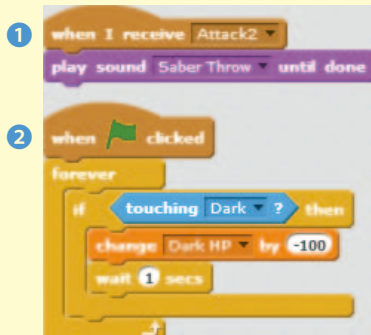 1 when I receive Attack2
play sound Saber Throw until done
2 when clicked
forever
if touching Dark ? then
change Dark HP by -100
wait 1 secs